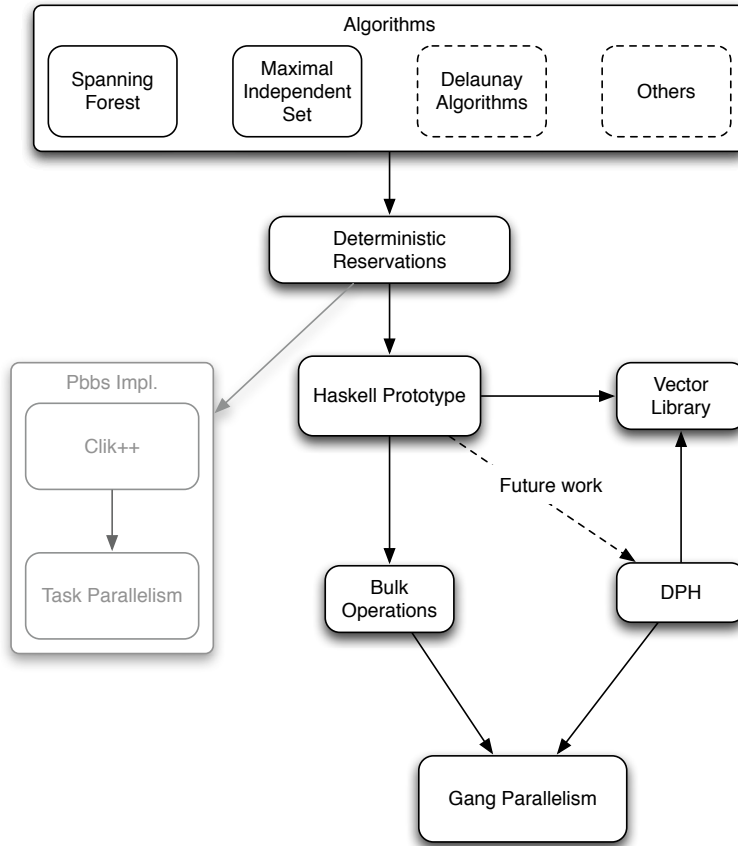 Algorithms
Spanning
Forest
Maximal
Independent
Set
Delaunay
Algorithms
Others
Deterministic
Reservations
Pbbs Impl.
Clik++
Task Parallelism
Haskell Prototype
Vector
Library
Future work
Bulk
Operations
DPH
Gang Parallelism